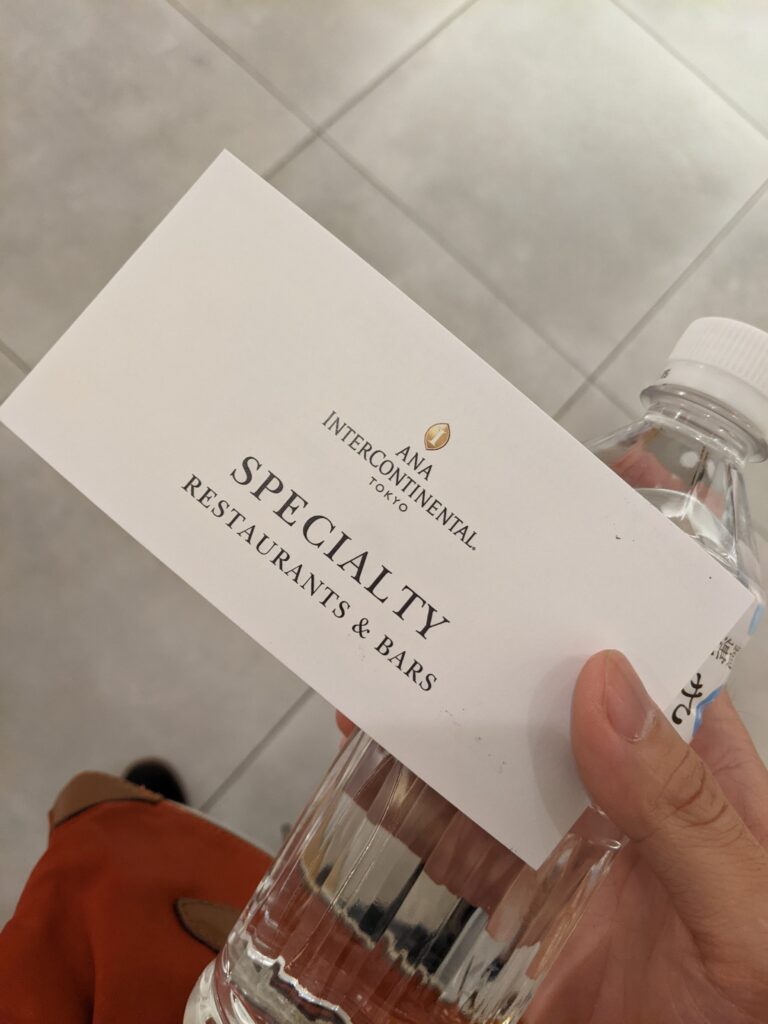 ANA
INTERCONTINENTAL®
TOKYO
SPECIALTY
RESTAURANTS & BARS